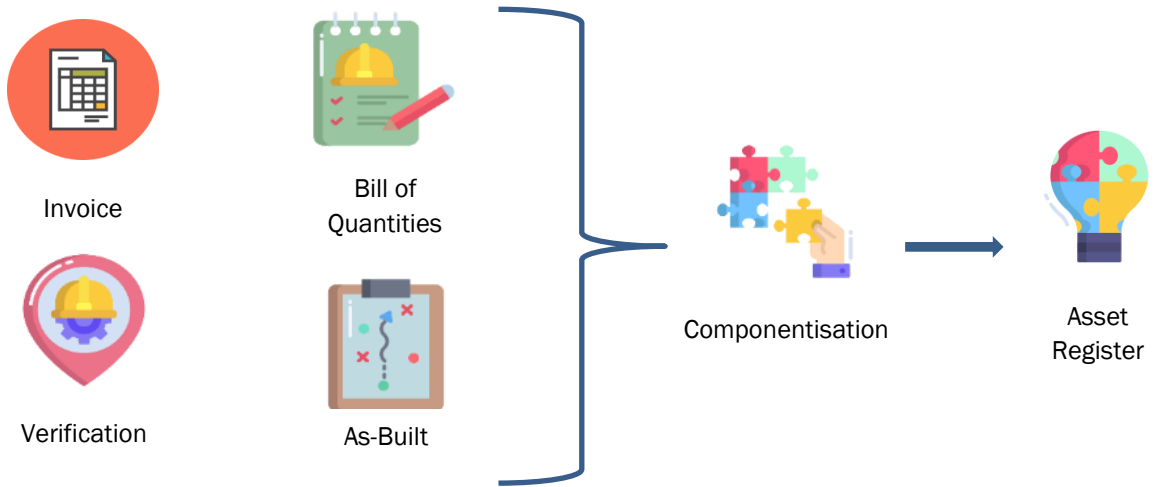 Invoice
Bill of
Quantities
Verification
As-Built
Componentisation
Asset
Register